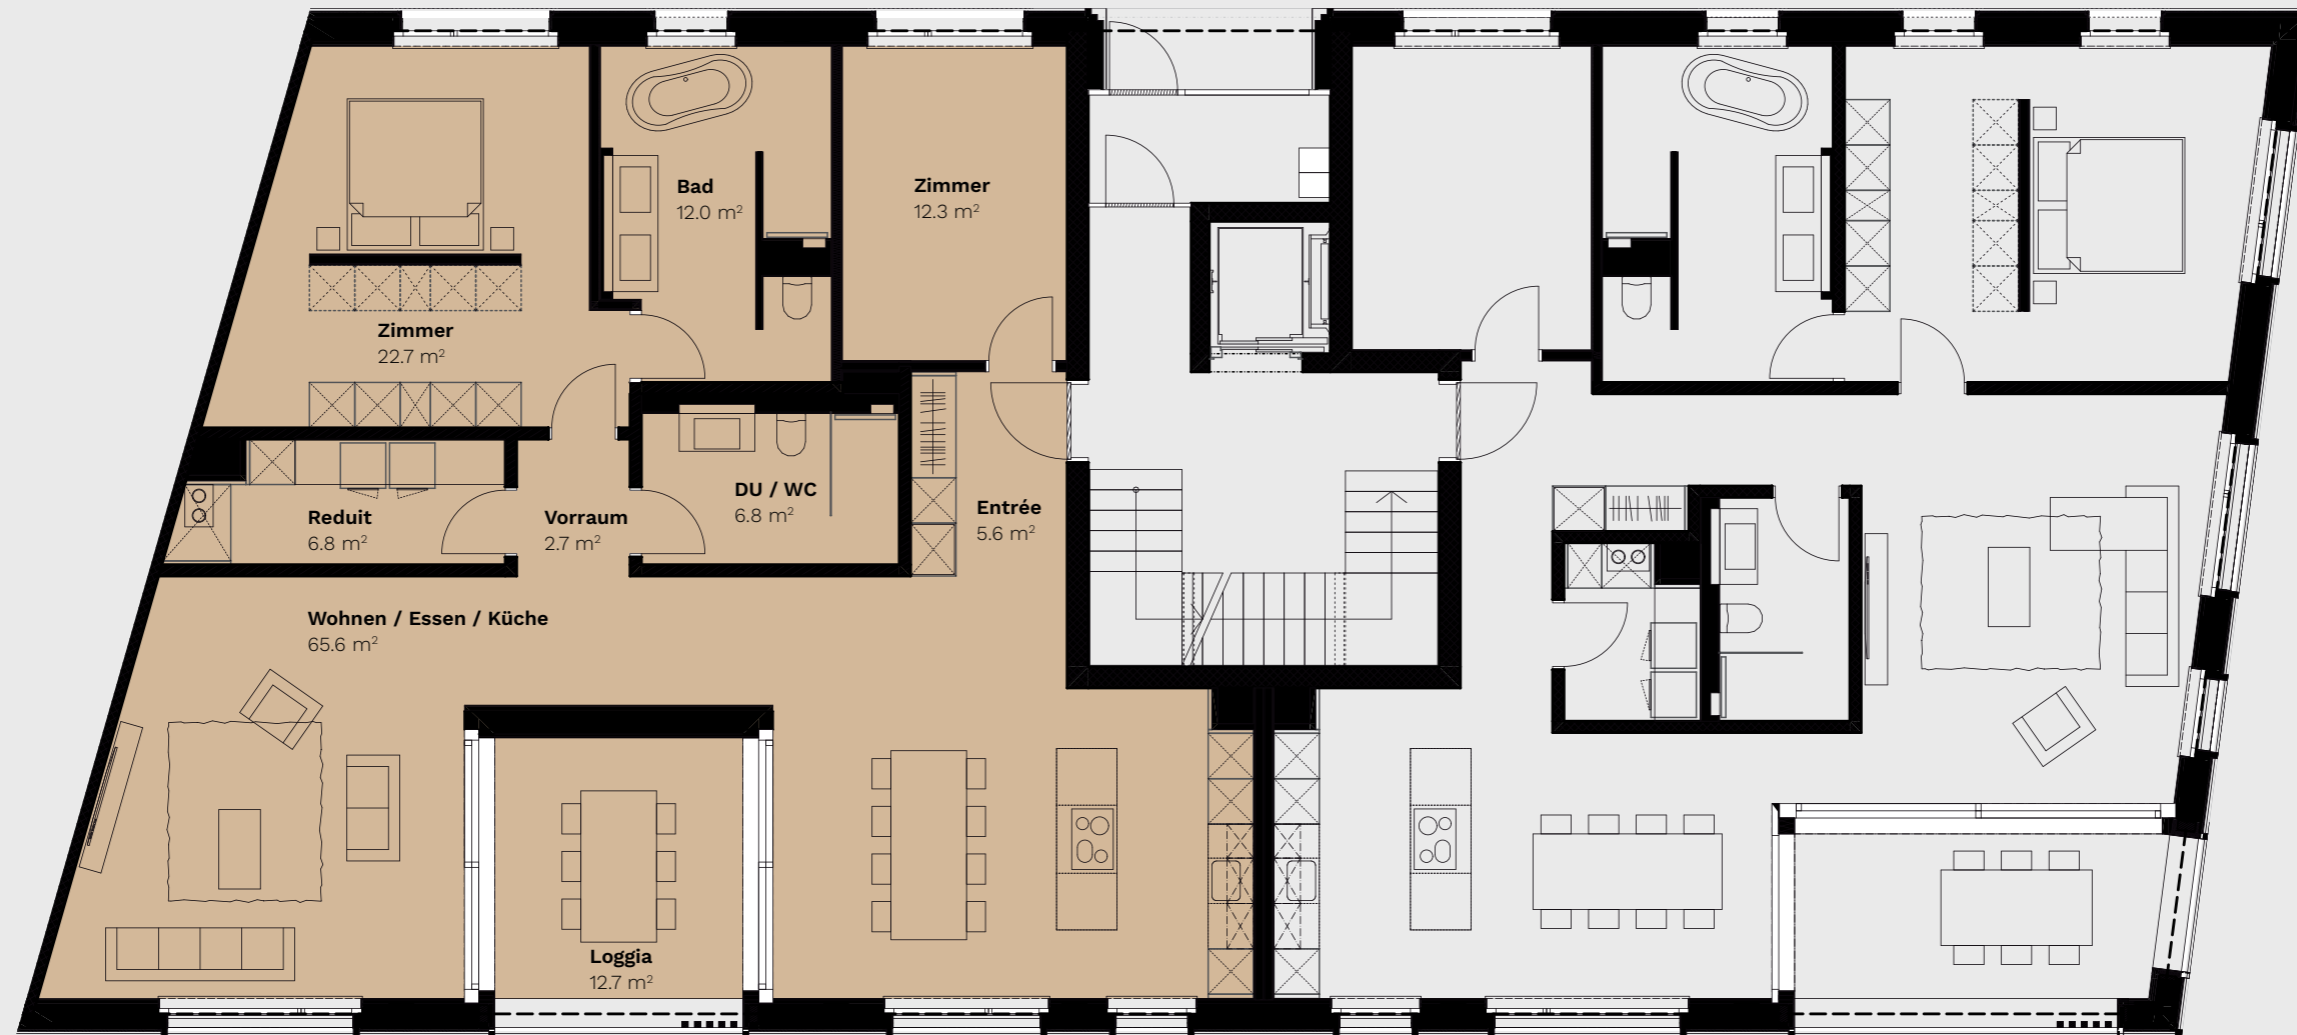 Bad
12.0 m²
Zimmer
12.3 m²
Zimmer
22.7 m²
DU / WC
6.8 m²
Entrée
5.6 m²
Reduit
6.8 m²
Vorraum
2.7 m²
Wohnen / Essen / Küche
65.6 m²
Loggia
12.7 m²